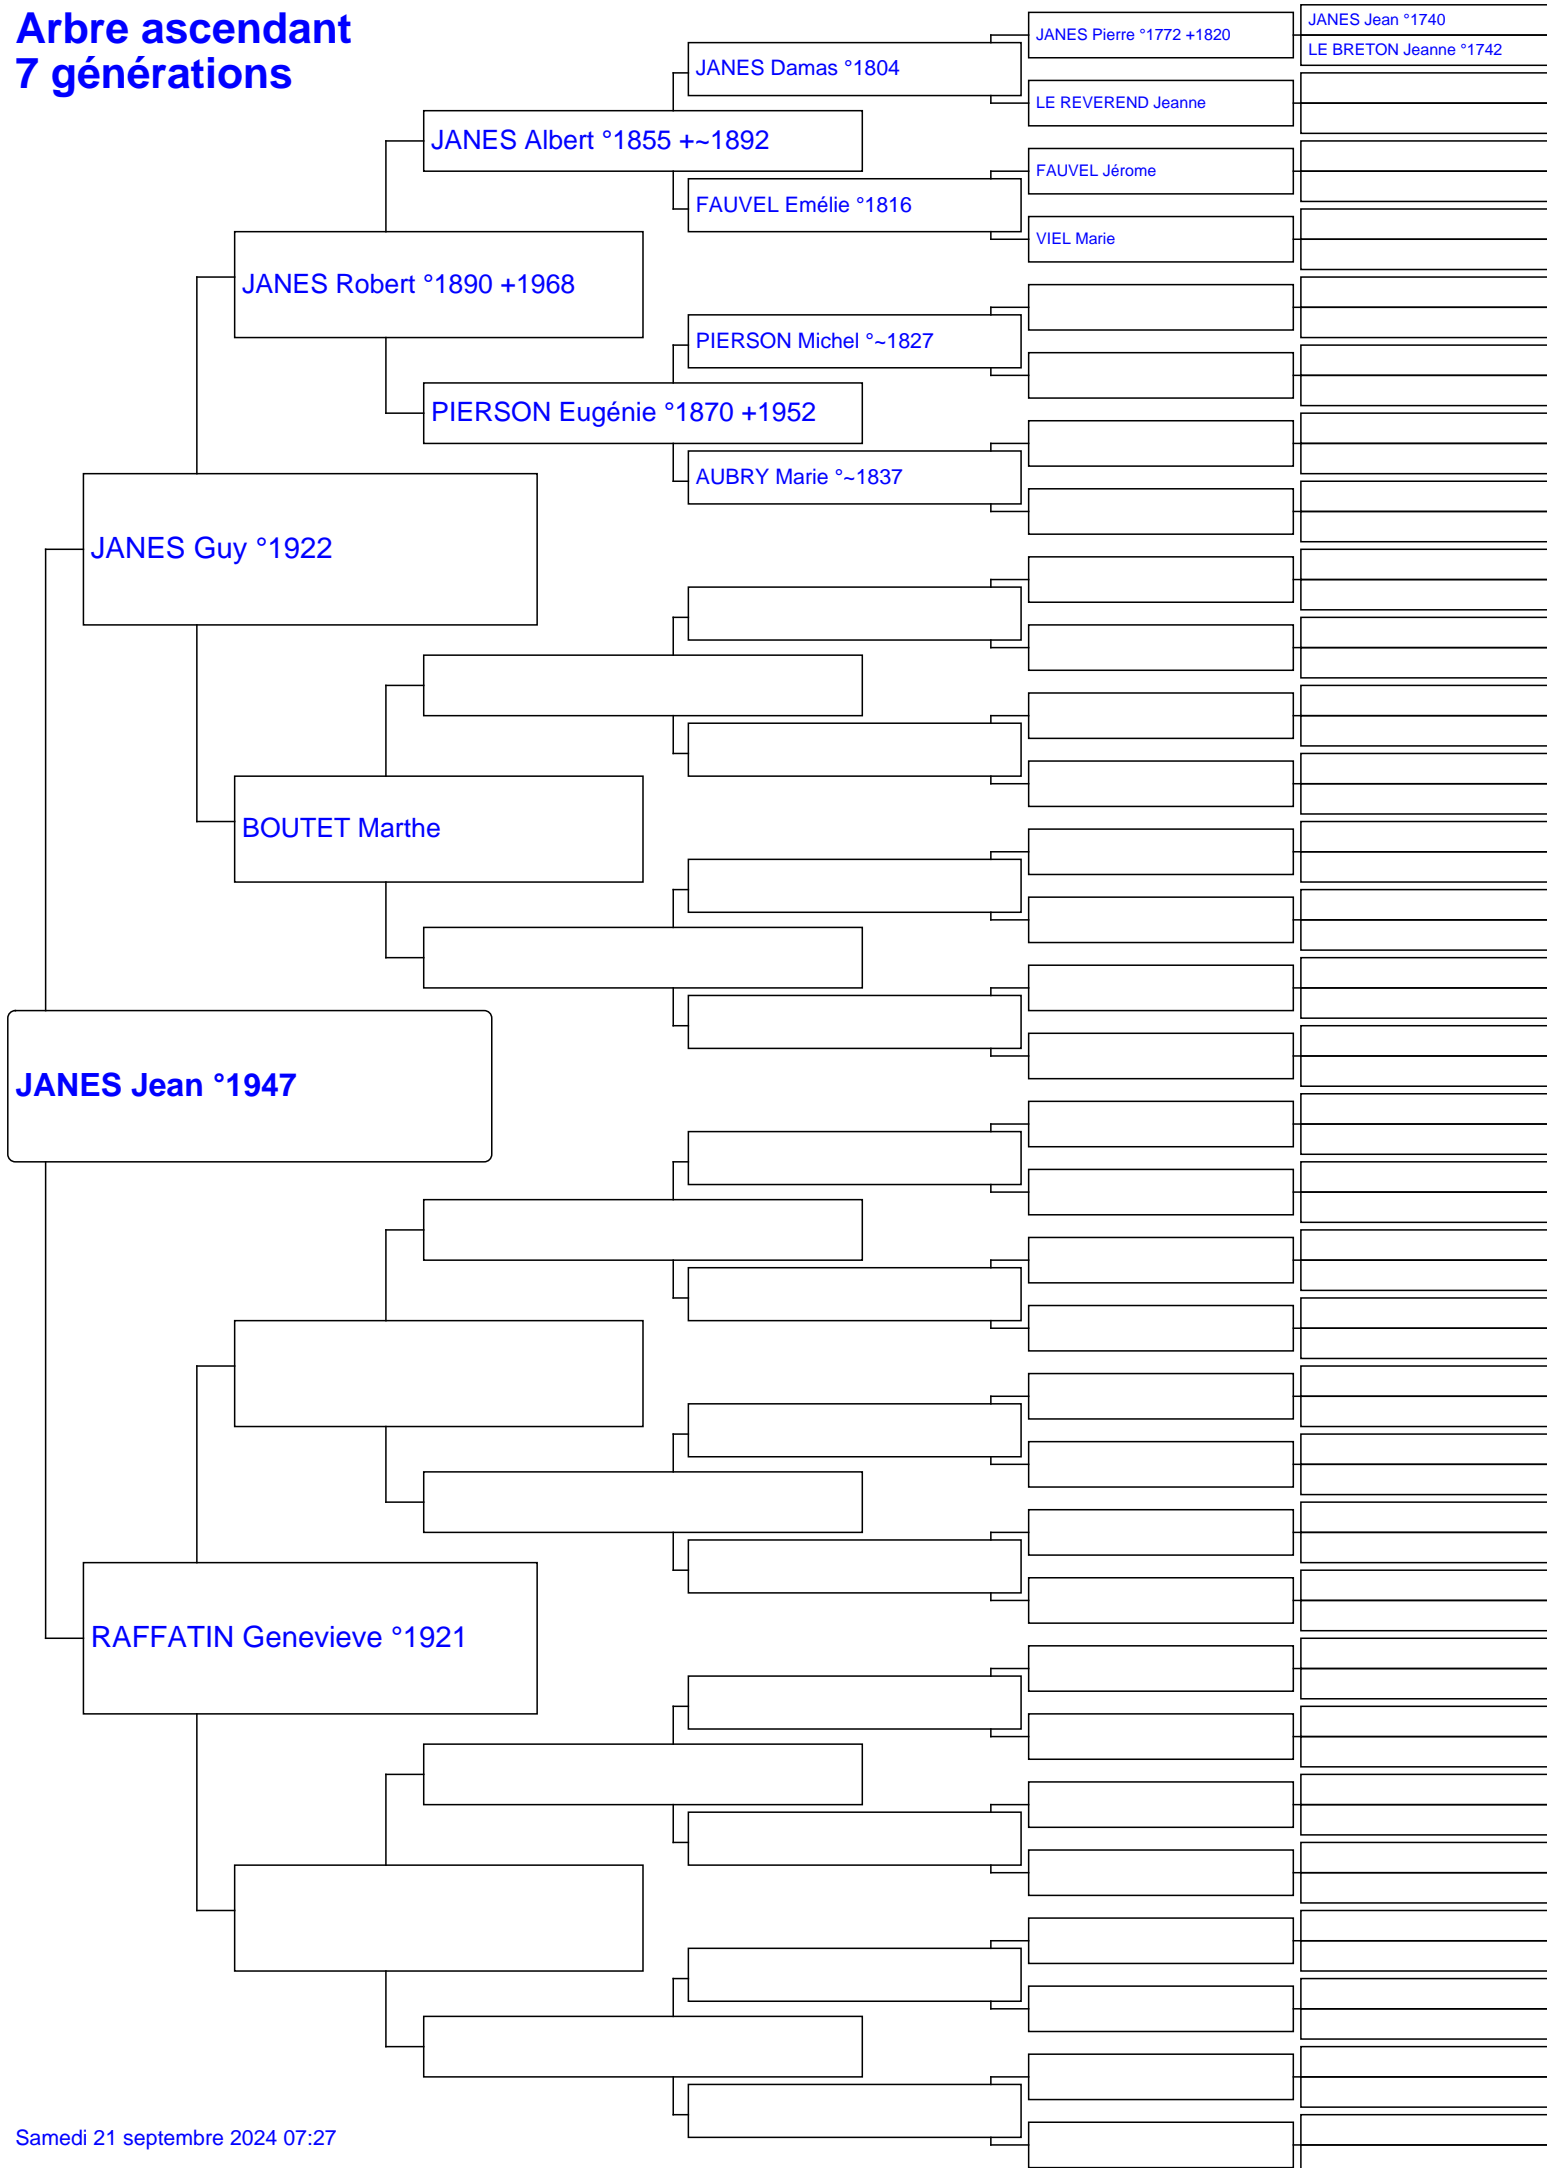 Arbre ascendant
7 générations
JANES Jean °1740
JANES Pierre °1772 +1820
LE BRETON Jeanne °1742
JANES Damas °1804
LE REVEREND Jeanne
JANES Albert °1855 +~1892
FAUVEL Jérome
FAUVEL Emélie °1816
VIEL Marie
JANES Robert °1890 +1968
PIERSON Michel °~1827
PIERSON Eugénie °1870 +1952
AUBRY Marie °~1837
JANES Guy °1922
BOUTET Marthe
JANES Jean °1947
RAFFATIN Genevieve °1921
Samedi 21 septembre 2024 07:27